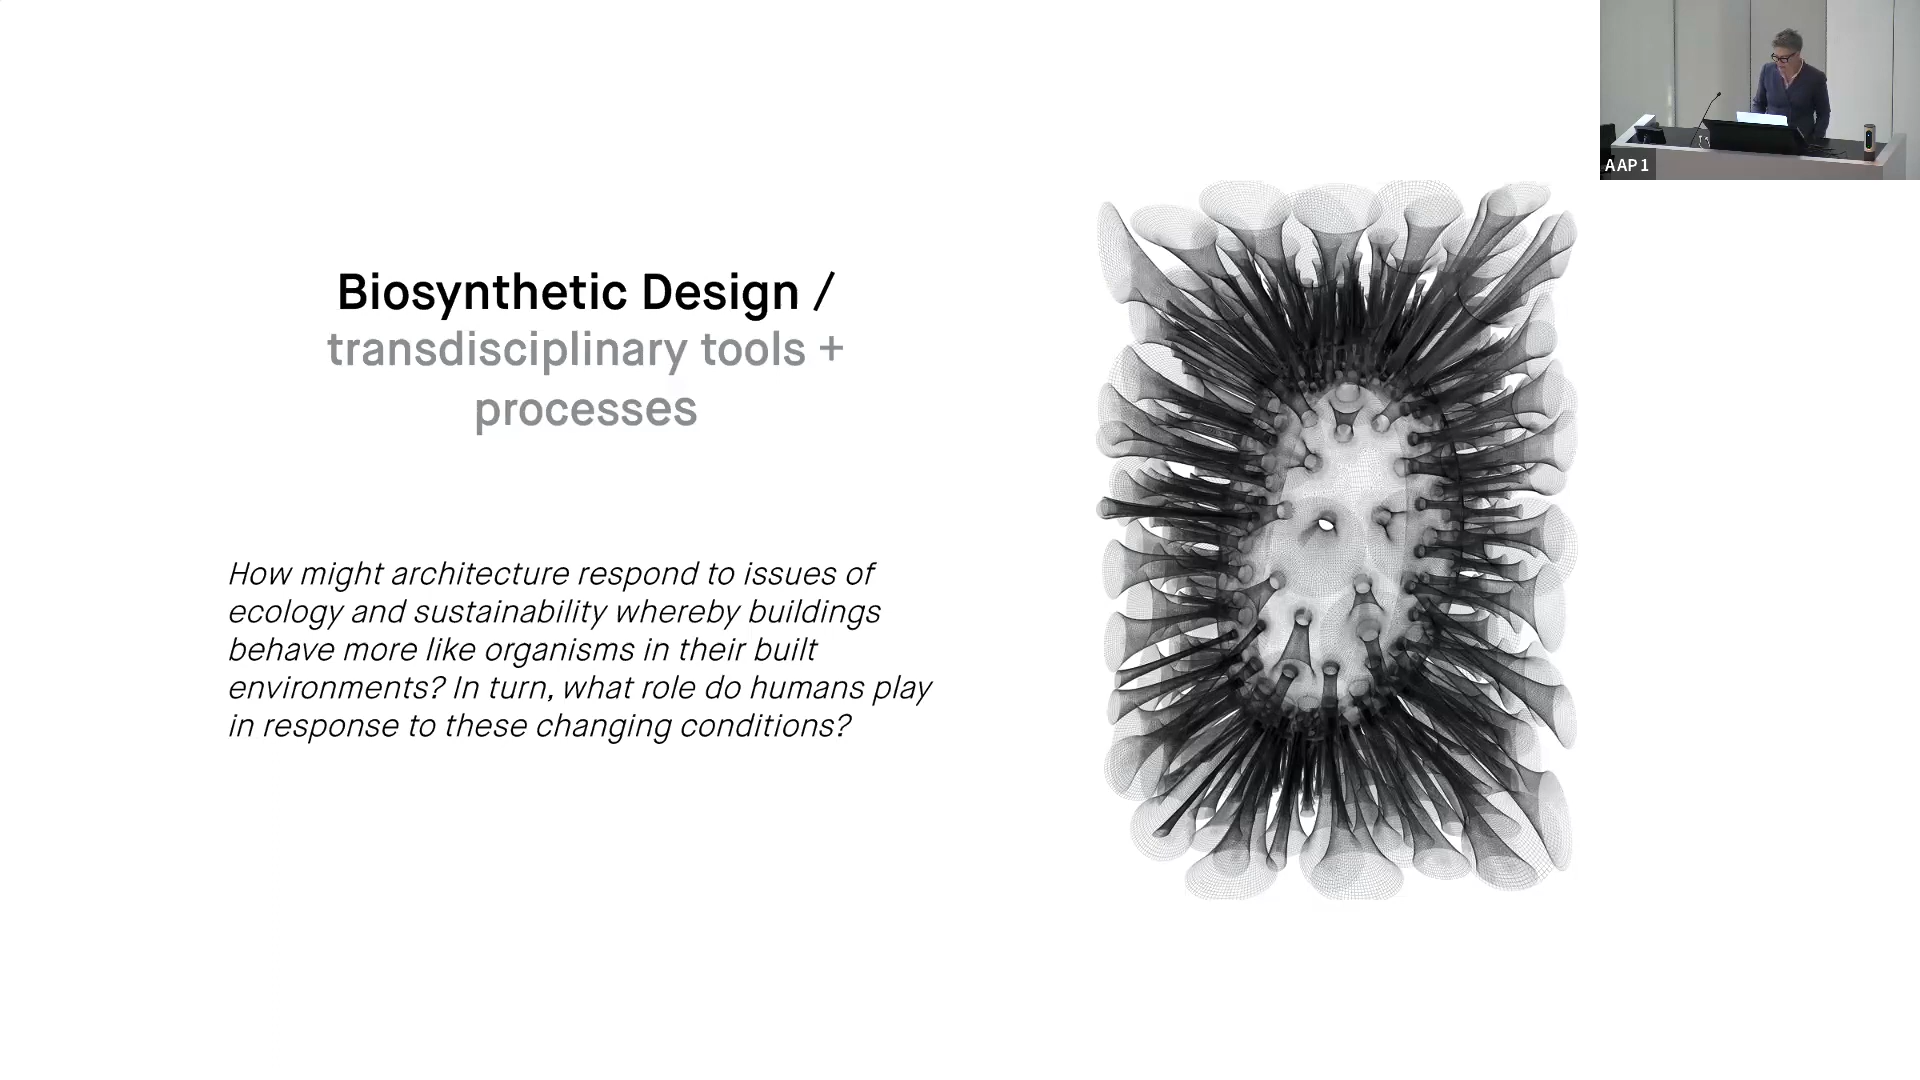 Biosynthetic Design /
transdisciplinary tools +
processes
How might architecture respond to issues of
ecology and sustainability whereby buildings
behave more like organisms in their built
environments? In turn, what role do humans play
in response to these changing conditions?
AAP 1